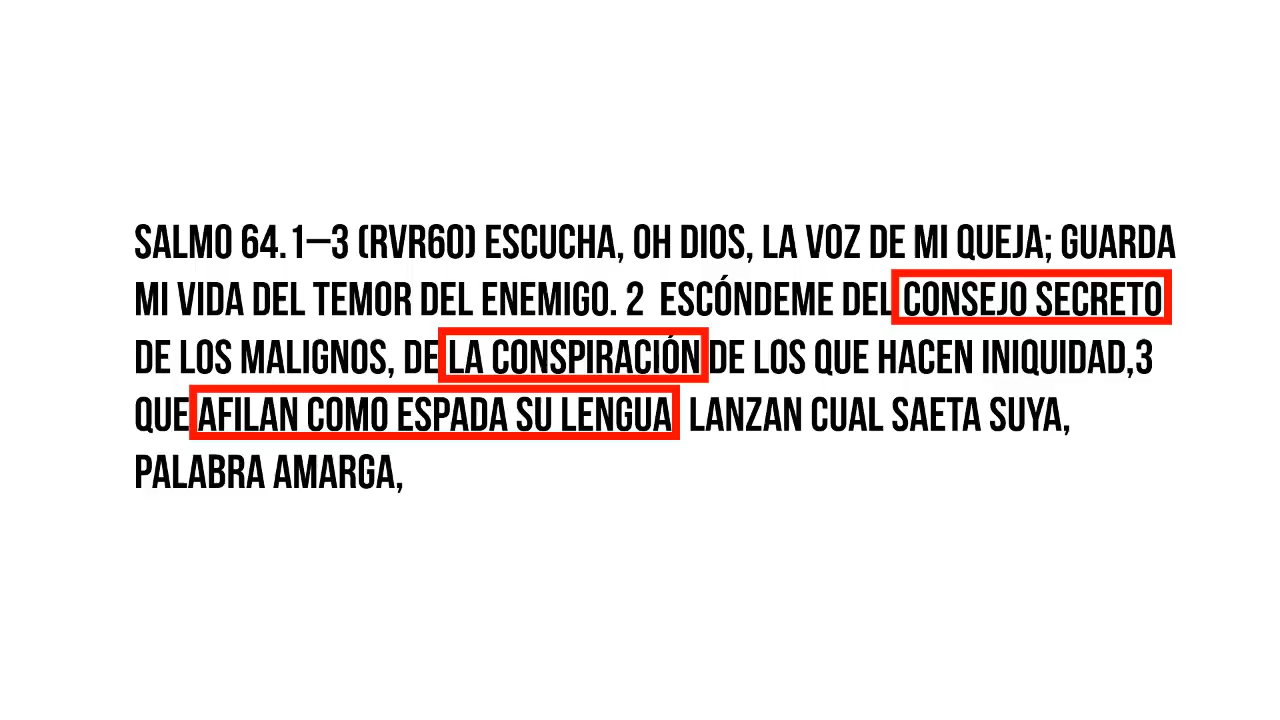 SALMO 64.1–3 (RVR60) ESCUCHA, OH DIOS, LA VOZ DE MI QUEJA; GUARDA
MI VIDA DEL TEMOR DEL ENEMIGO. 2 ESCÓNDEME DEL CONSEJO SECRETO
DE LOS MALIGNOS, DE LA CONSPIRACIÓN DE LOS QUE HACEN INIQUIDAD,3
QUE AFILAN COMO ESPADA SU LENGUA LANZAN CUAL SAETA SUYA,
PALABRA AMARGA,